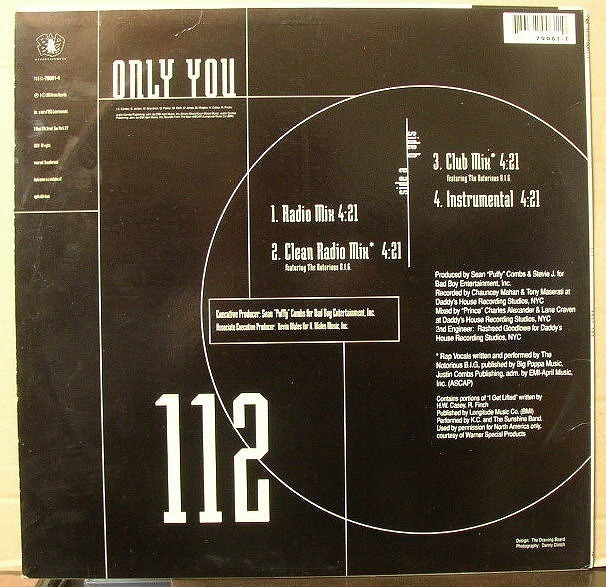 BAD BOY
ENTERTAINMENT
79061-1
79061-1
ONLY YOU
side a
1. Radio Mix 4:21
2. Clean Radio Mix* 4:21
featuring The Notorious B.I.G.
side b
3. Club Mix* 4:21
featuring The Notorious B.I.G.
4. Instrumental 4:21
Executive Producer: Sean "Puffy" Combs for Bad Boy Entertainment, Inc.
Associate Executive Producer: Kevin Wales for K. Wales Music, Inc.
Produced by Sean "Puffy" Combs & Stevie J. for
Bad Boy Entertainment, Inc.
Recorded by Chauncey Mahan & Tony Maserati at
Daddy's House Recording Studios, NYC
Mixed by "Prince" Charles Alexander & Lane Craven
at Daddy's House Recording Studios, NYC
2nd Engineer: Rasheed Goodlowe for Daddy's
House Recording Studios, NYC
* Rap Vocals written and performed by The
Notorious B.I.G, published by Big Poppa Music,
Justin Combs Publishing, adm. by EMI-April Music,
Inc. (ASCAP)
Contains portions of "I Get Lifted" written by
H.W. Casey, R. Finch
Published by Longitude Music Co. (BMI)
Performed by K.C. and The Sunshine Band.
Used by permission for North America only,
courtesy of Warner Special Products
112
Design: The Drawing Board
Photography: Danny Clinch